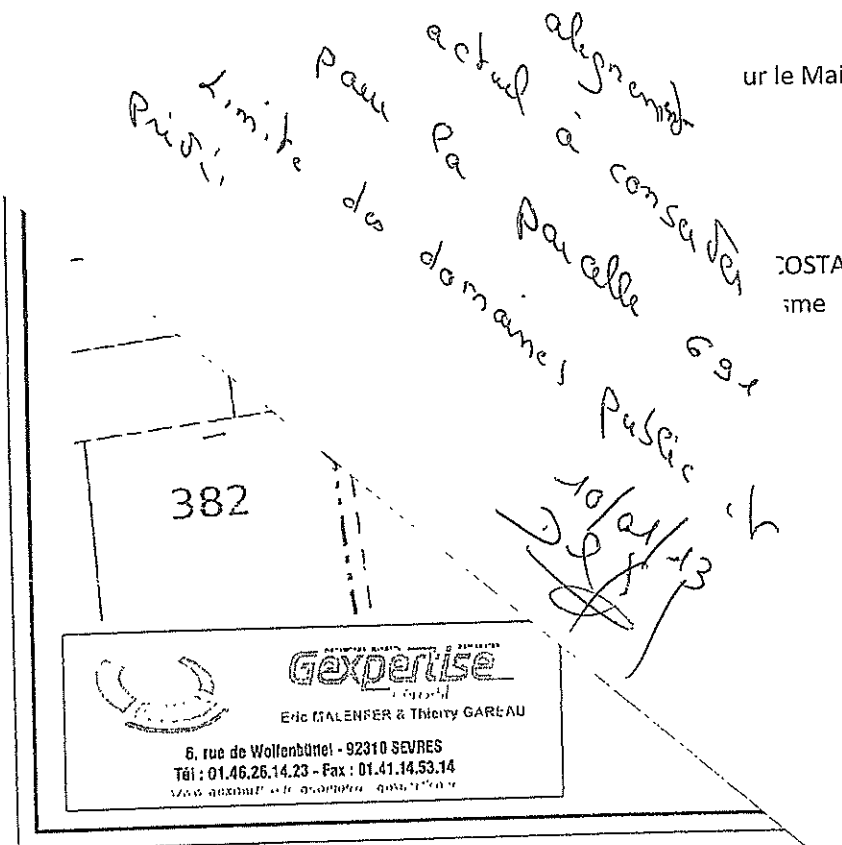 alignement
actuel à conserver
pour la parcelle 691
Limite des domaines public et
Privé.
10/01/13
ur le Mai
COSTA
sme
382
Gexpertise
Eric MALENFER & Thierry GAREAU
6, rue de Wolfenbüttel - 92310 SEVRES
Tél : 01.46.26.14.23 - Fax : 01.41.14.53.14